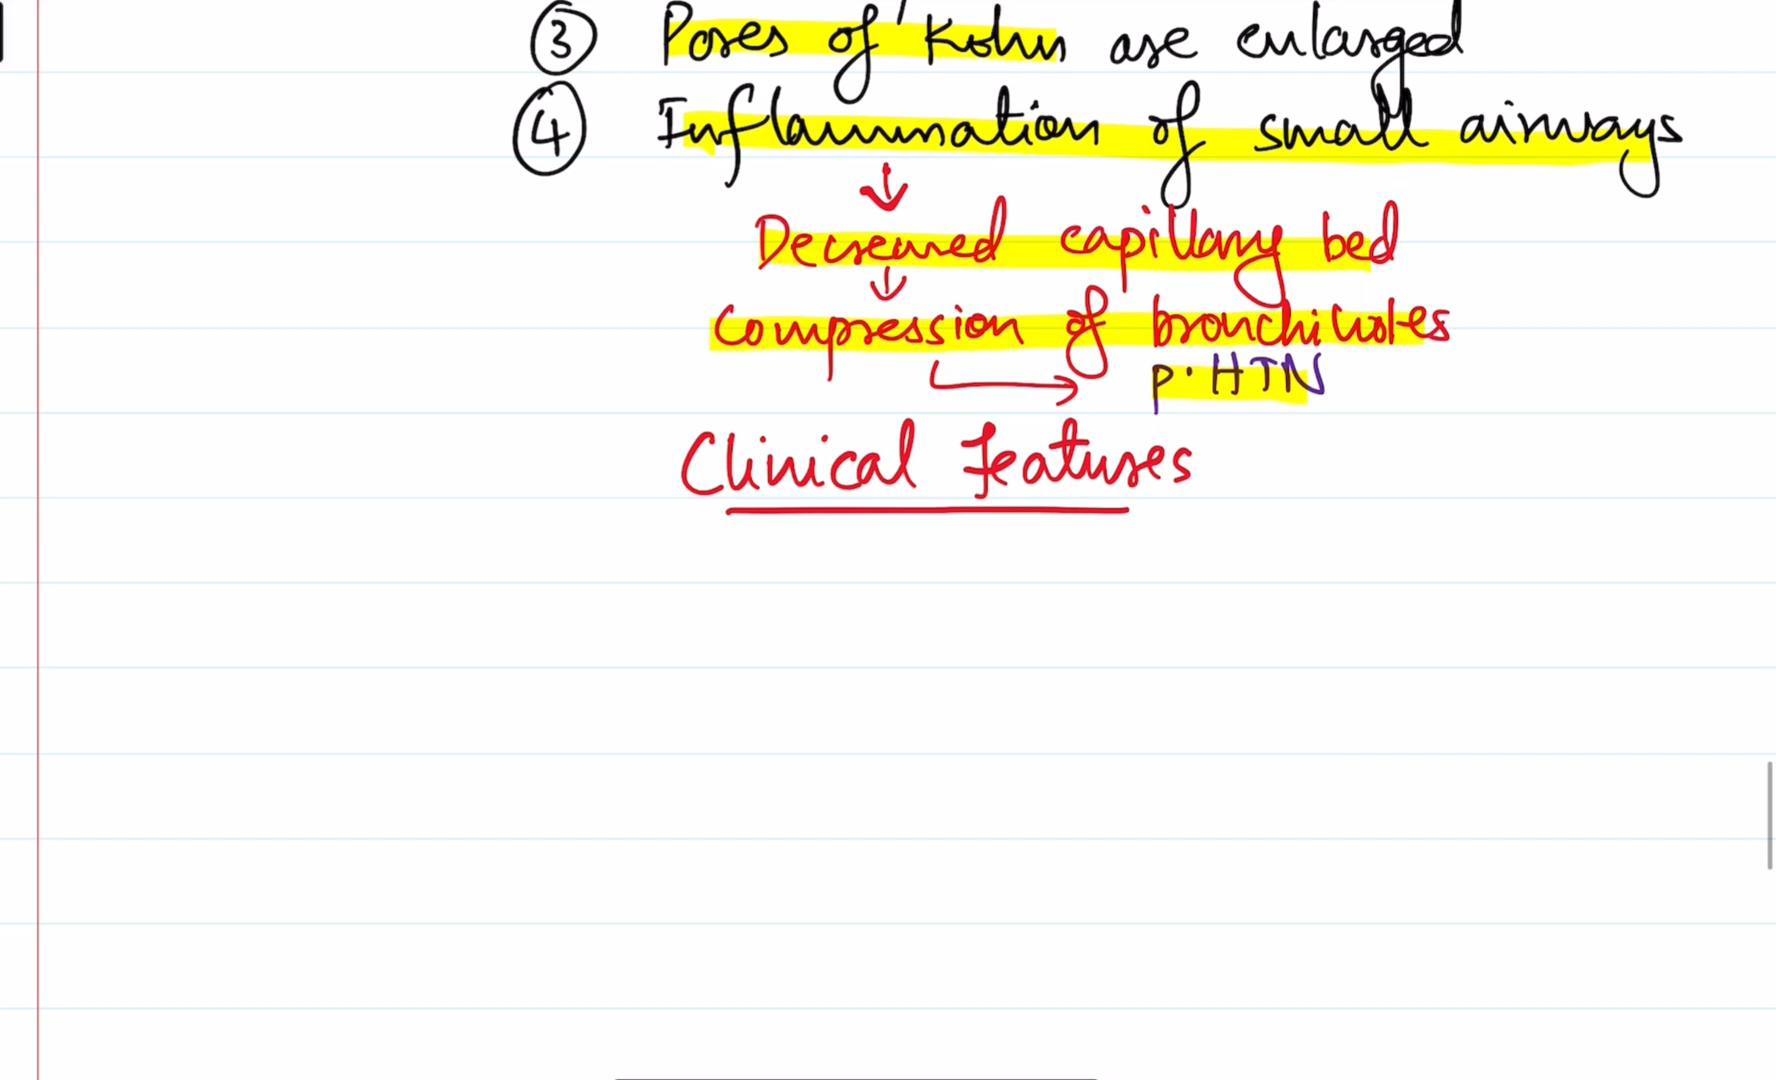 ③ Pores of Kohn are enlarged
④ Inflammation of small airways
↓
Decreased capillary bed
↓
Compression of bronchioles
P. HTN
Clinical Features